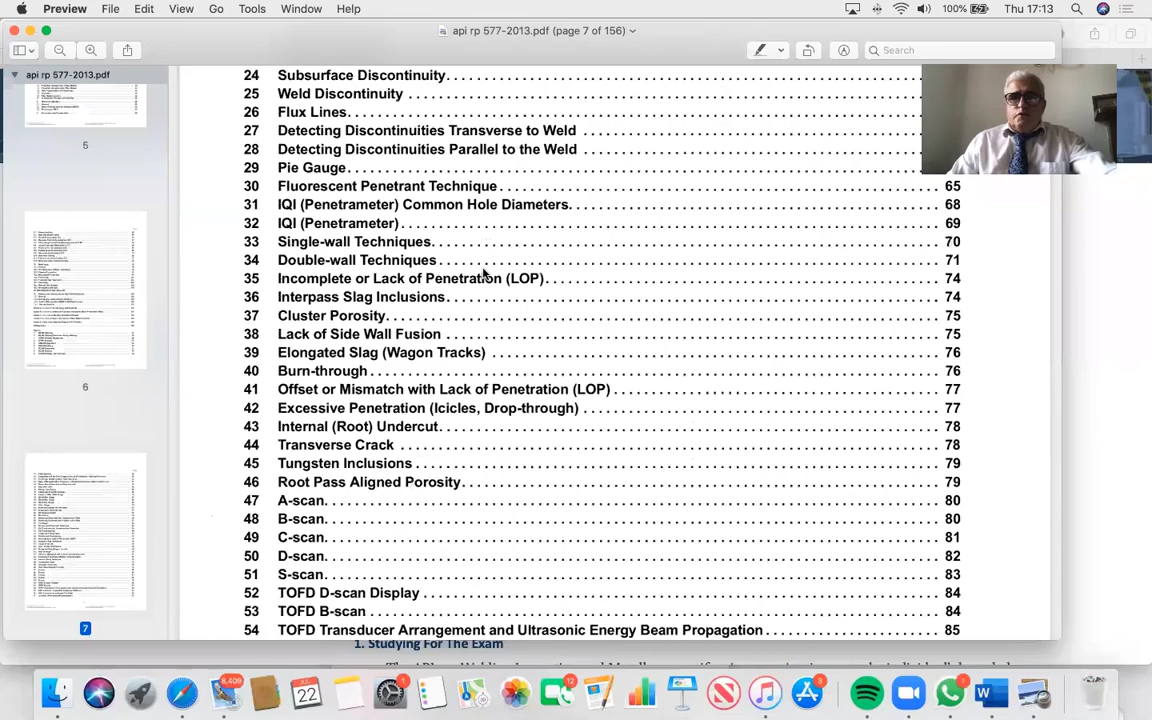 Preview File Edit View Go Tools Window Help 100% Thu 17:13
api rp 577-2013.pdf (page 7 of 156)
Search
api rp 577-2013.pdf
5
6
7
24 Subsurface Discontinuity
25 Weld Discontinuity
26 Flux Lines
27 Detecting Discontinuities Transverse to Weld
28 Detecting Discontinuities Parallel to the Weld
29 Pie Gauge
30 Fluorescent Penetrant Technique 65
31 IQI (Penetrameter) Common Hole Diameters 68
32 IQI (Penetrameter) 69
33 Single-wall Techniques 70
34 Double-wall Techniques 71
35 Incomplete or Lack of Penetration (LOP) 74
36 Interpass Slag Inclusions 74
37 Cluster Porosity 75
38 Lack of Side Wall Fusion 75
39 Elongated Slag (Wagon Tracks) 76
40 Burn-through 76
41 Offset or Mismatch with Lack of Penetration (LOP) 77
42 Excessive Penetration (Icicles, Drop-through) 77
43 Internal (Root) Undercut 78
44 Transverse Crack 78
45 Tungsten Inclusions 79
46 Root Pass Aligned Porosity 79
47 A-scan 80
48 B-scan 80
49 C-scan 81
50 D-scan 82
51 S-scan 83
52 TOFD D-scan Display 84
53 TOFD B-scan 84
54 TOFD Transducer Arrangement and Ultrasonic Energy Beam Propagation 85
1. Studying For The Exam
8,409
JUL
22
1
12
3
1